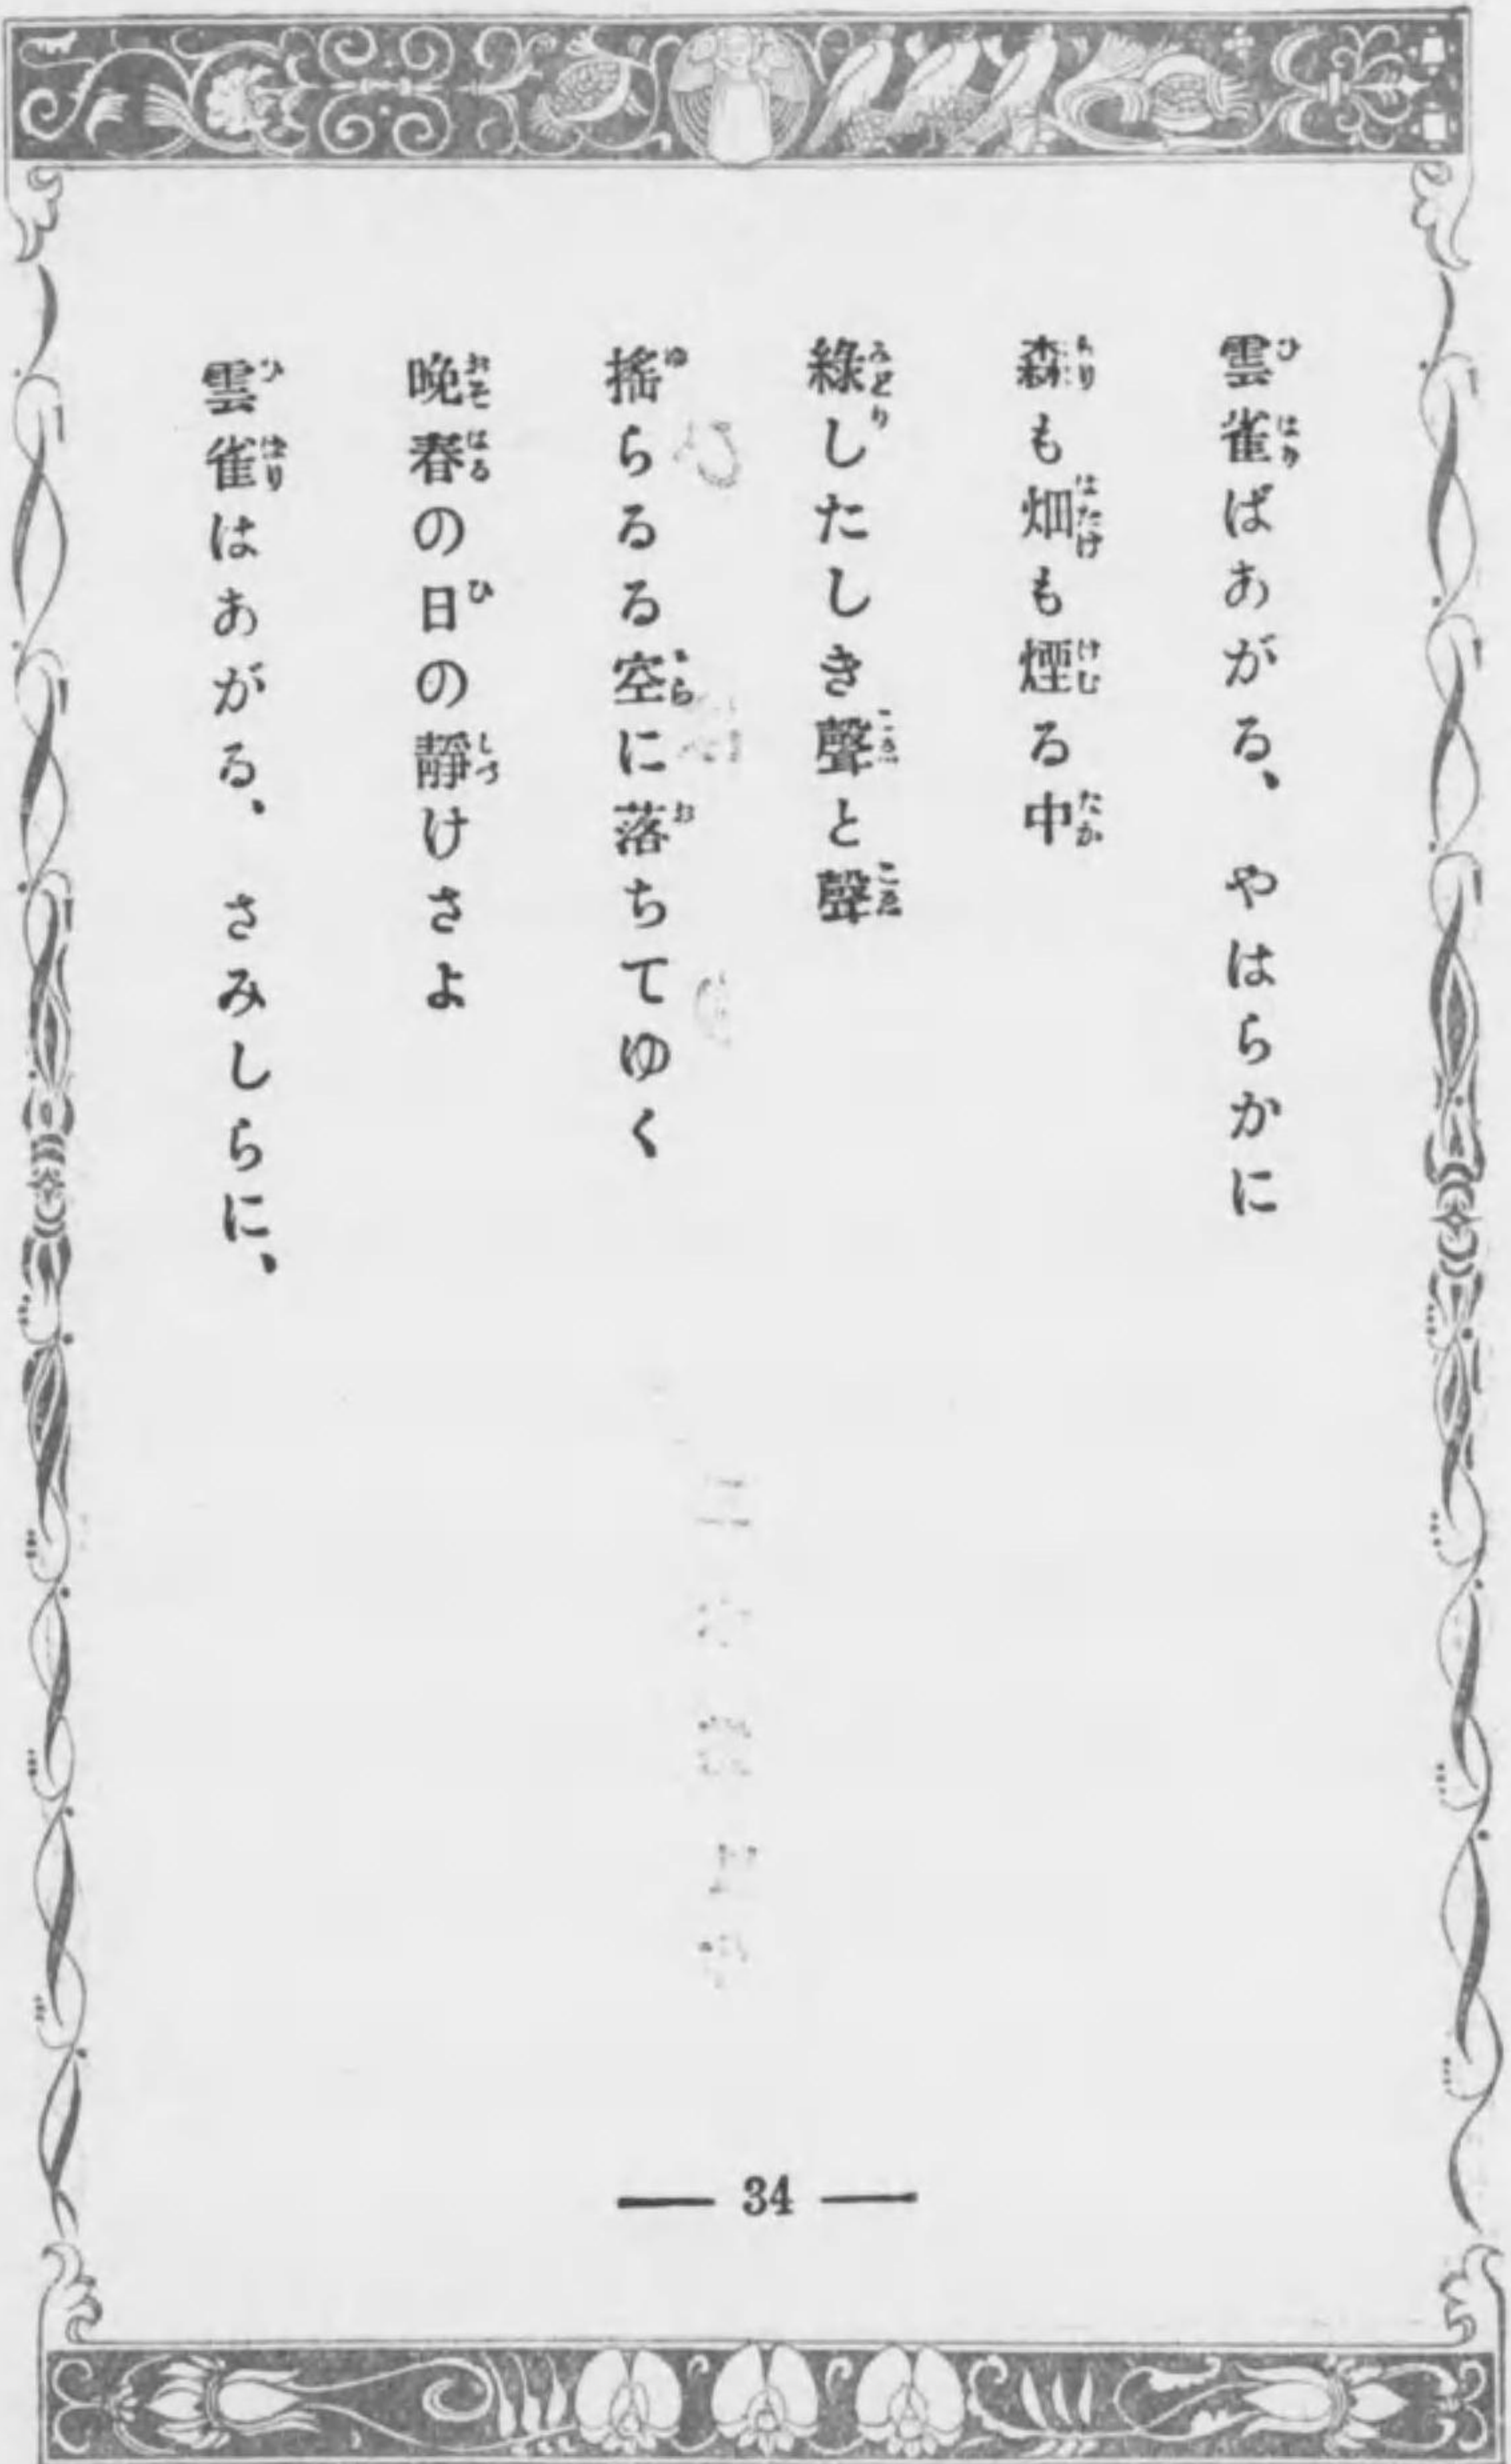 雲雀ばあがる、 やはらかに
森も畑も煙る中
綠したしき聲と聲
搖らるる空に落ちてゆく
晩春の日の靜けさよ
雲雀はあがる、 さみしらに、
— 34 —